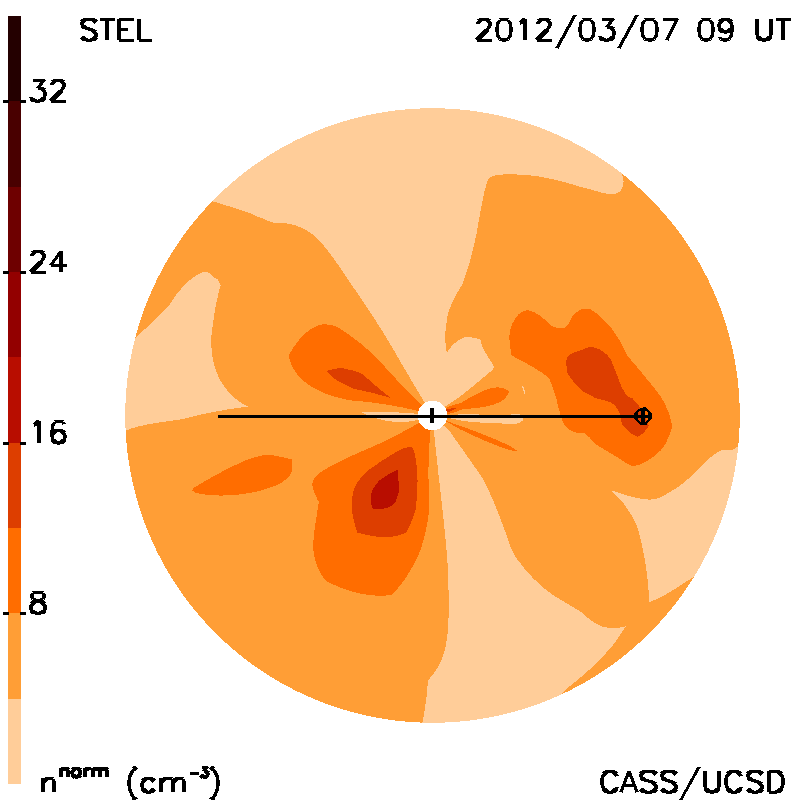 STEL 2012/03/07 09 UT
32
24
16
8
n^norm (cm^-3) CASS/UCSD